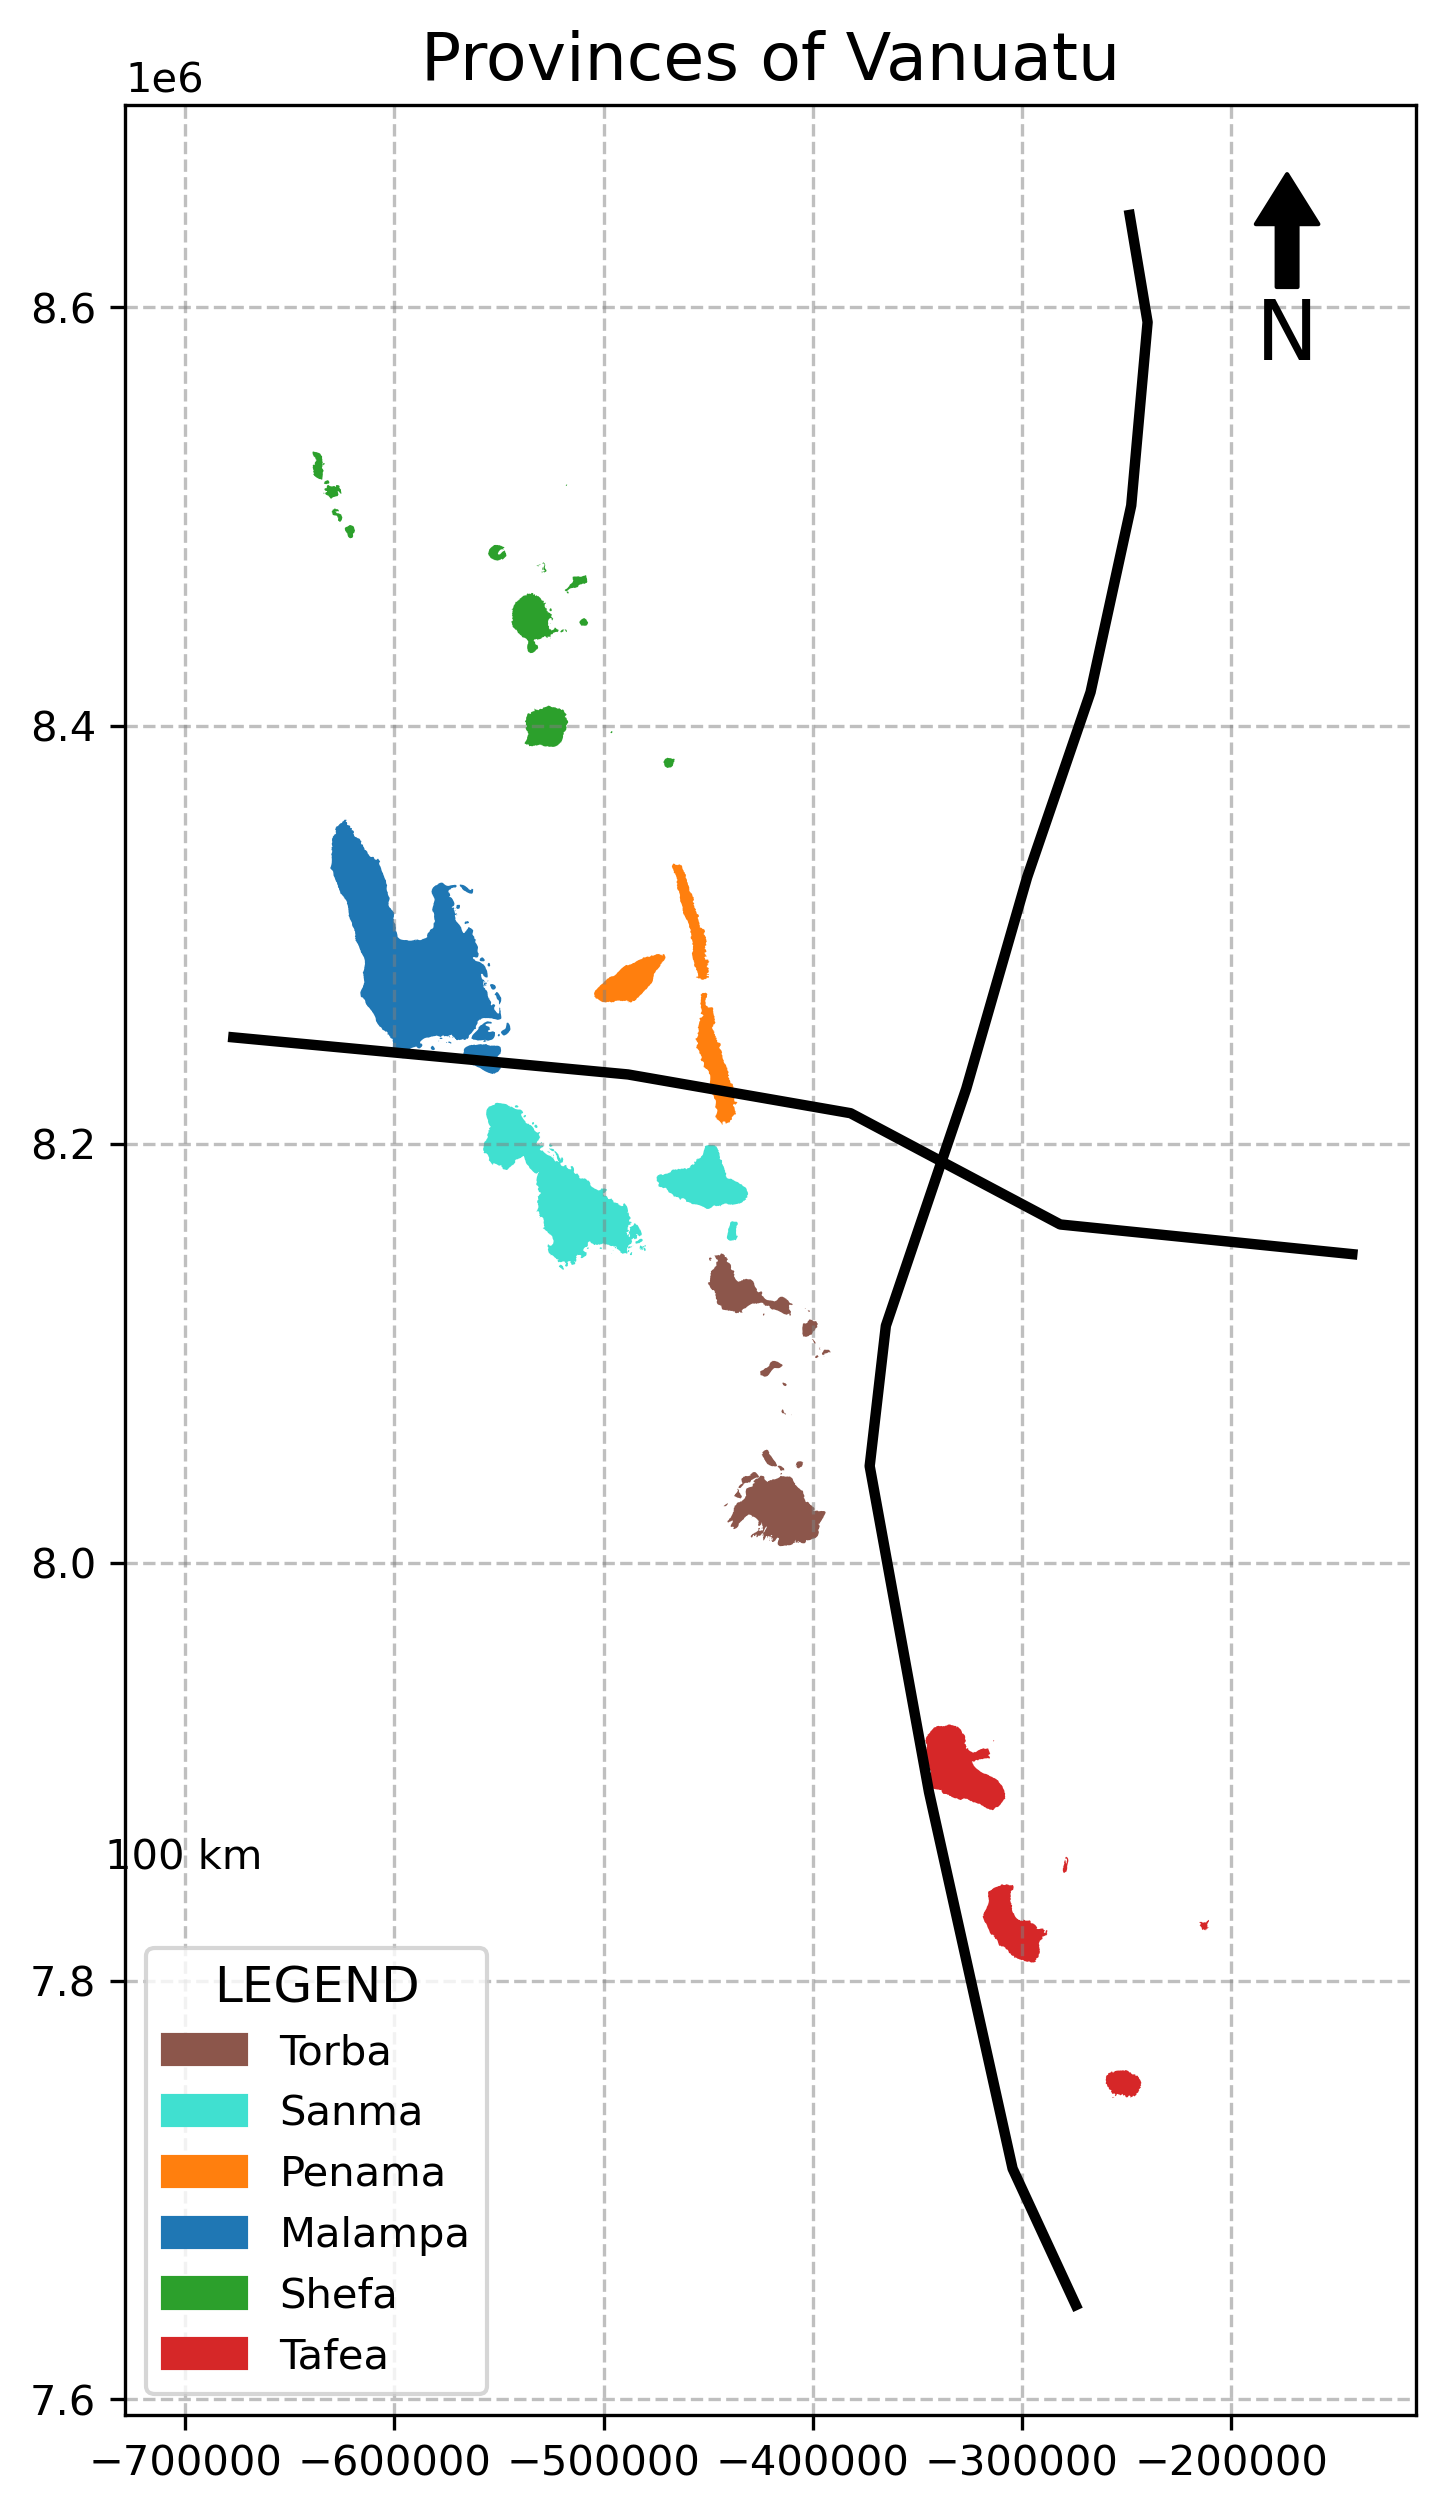 Provinces of Vanuatu
1e6
N
8.6
8.4
8.2
8.0
7.8
7.6
100 km
LEGEND
Torba
Sanma
Penama
Malampa
Shefa
Tafea
−700000 −600000 −500000 −400000 −300000 −200000